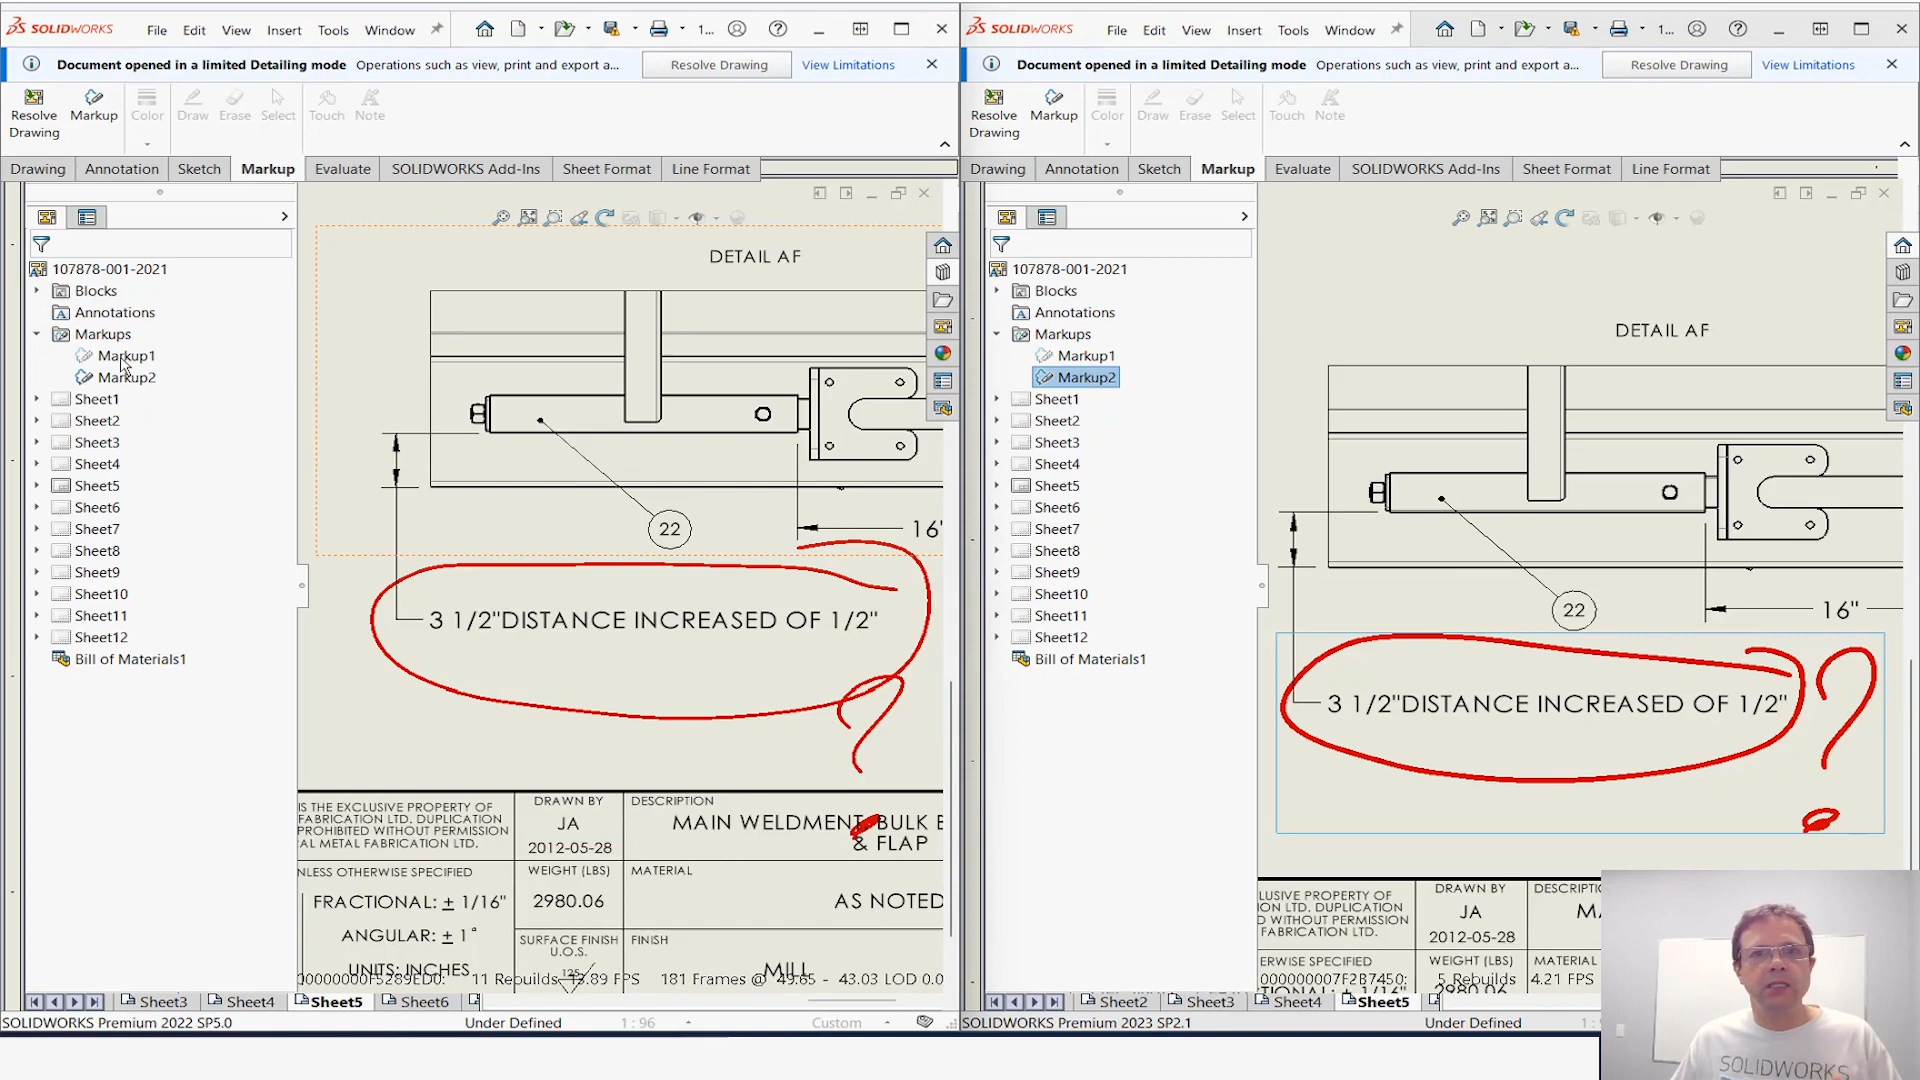 SOLIDWORKS File Edit View Insert Tools Window 1...
Document opened in a limited Detailing mode Operations such as view, print and export a... Resolve Drawing View Limitations
Resolve Drawing Markup Color Draw Erase Select Touch Note
Drawing Annotation Sketch Markup Evaluate SOLIDWORKS Add-Ins Sheet Format Line Format
107878-001-2021
Blocks
Annotations
Markups
Markup1
Markup2
Sheet1
Sheet2
Sheet3
Sheet4
Sheet5
Sheet6
Sheet7
Sheet8
Sheet9
Sheet10
Sheet11
Sheet12
Bill of Materials1
DETAIL AF
22
16"
3 1/2"DISTANCE INCREASED OF 1/2"
?
IS THE EXCLUSIVE PROPERTY OF
FABRICATION LTD. DUPLICATION
PROHIBITED WITHOUT PERMISSION
AL METAL FABRICATION LTD.
DRAWN BY
JA
2012-05-28
DESCRIPTION
MAIN WELDMENT BULK
& FLAP
NLESS OTHERWISE SPECIFIED
FRACTIONAL: ± 1/16"
ANGULAR: ± 1°
UNITS: INCHES
WEIGHT (LBS)
2980.06
MATERIAL
AS NOTED
SURFACE FINISH
U.O.S.
125
FINISH
MILL
11 Rebuilds 13.89 FPS 181 Frames @ 49.65 - 43.03 LOD 0.0
Sheet3 Sheet4 Sheet5 Sheet6
SOLIDWORKS Premium 2022 SP5.0 Under Defined 1 : 96 Custom
SOLIDWORKS File Edit View Insert Tools Window 1...
Document opened in a limited Detailing mode Operations such as view, print and export a... Resolve Drawing View Limitations
Resolve Drawing Markup Color Draw Erase Select Touch Note
Drawing Annotation Sketch Markup Evaluate SOLIDWORKS Add-Ins Sheet Format Line Format
107878-001-2021
Blocks
Annotations
Markups
Markup1
Markup2
Sheet1
Sheet2
Sheet3
Sheet4
Sheet5
Sheet6
Sheet7
Sheet8
Sheet9
Sheet10
Sheet11
Sheet12
Bill of Materials1
DETAIL AF
22
16"
3 1/2"DISTANCE INCREASED OF 1/2"
?
LUSIVE PROPERTY OF
ON LTD. DUPLICATION
D WITHOUT PERMISSION
FABRICATION LTD.
DRAWN BY
JA
2012-05-28
DESCRIPTI
ERWISE SPECIFIED
WEIGHT (LBS)
2980.06
MATERIAL
000000007F2B7450: 5 Rebuilds 4.21 FPS
Sheet2 Sheet3 Sheet4 Sheet5
SOLIDWORKS Premium 2023 SP2.1 Under Defined
SOLIDWORKS